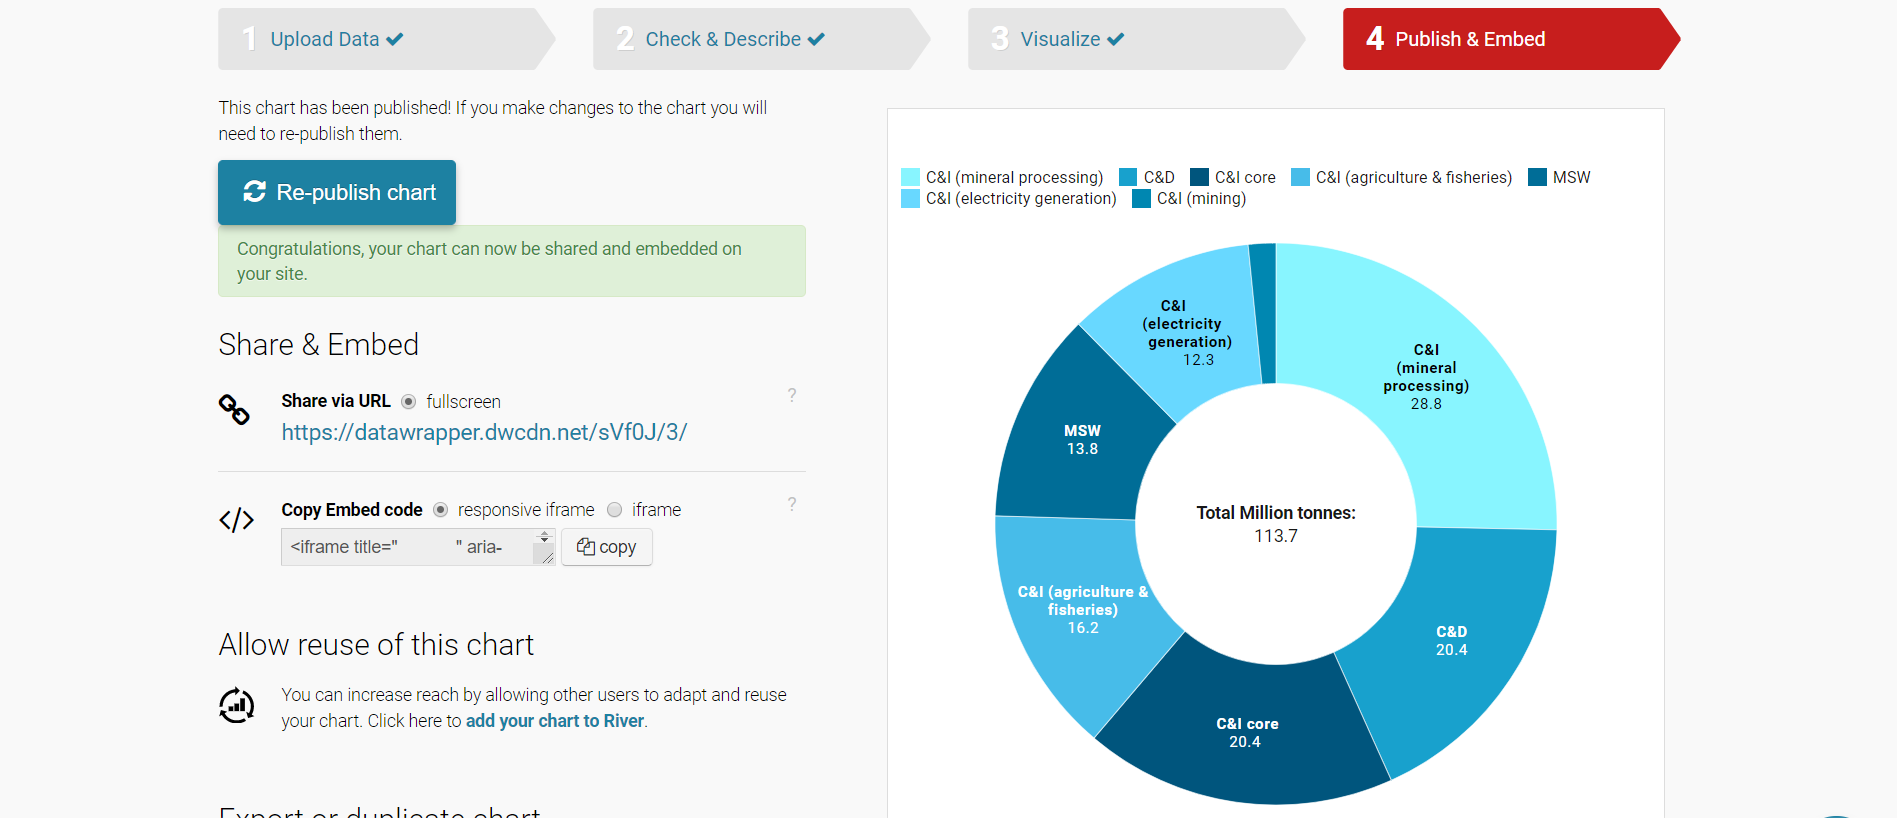 1 Upload Data
2 Check & Describe
3 Visualize
4 Publish & Embed
This chart has been published! If you make changes to the chart you will
need to re-publish them.
Re-publish chart
Congratulations, your chart can now be shared and embedded on
your site.
Share & Embed
Share via URL fullscreen ?
https://datawrapper.dwcdn.net/sVf0J/3/
Copy Embed code responsive iframe iframe ?
<iframe title=" " aria-
copy
Allow reuse of this chart
You can increase reach by allowing other users to adapt and reuse
your chart. Click here to add your chart to River.
Export or duplicate chart
C&I (mineral processing) C&D C&I core C&I (agriculture & fisheries) MSW
C&I (electricity generation) C&I (mining)
C&I
(electricity
generation)
12.3
C&I
(mineral
processing)
28.8
MSW
13.8
Total Million tonnes:
113.7
C&I (agriculture &
fisheries)
16.2
C&D
20.4
C&I core
20.4